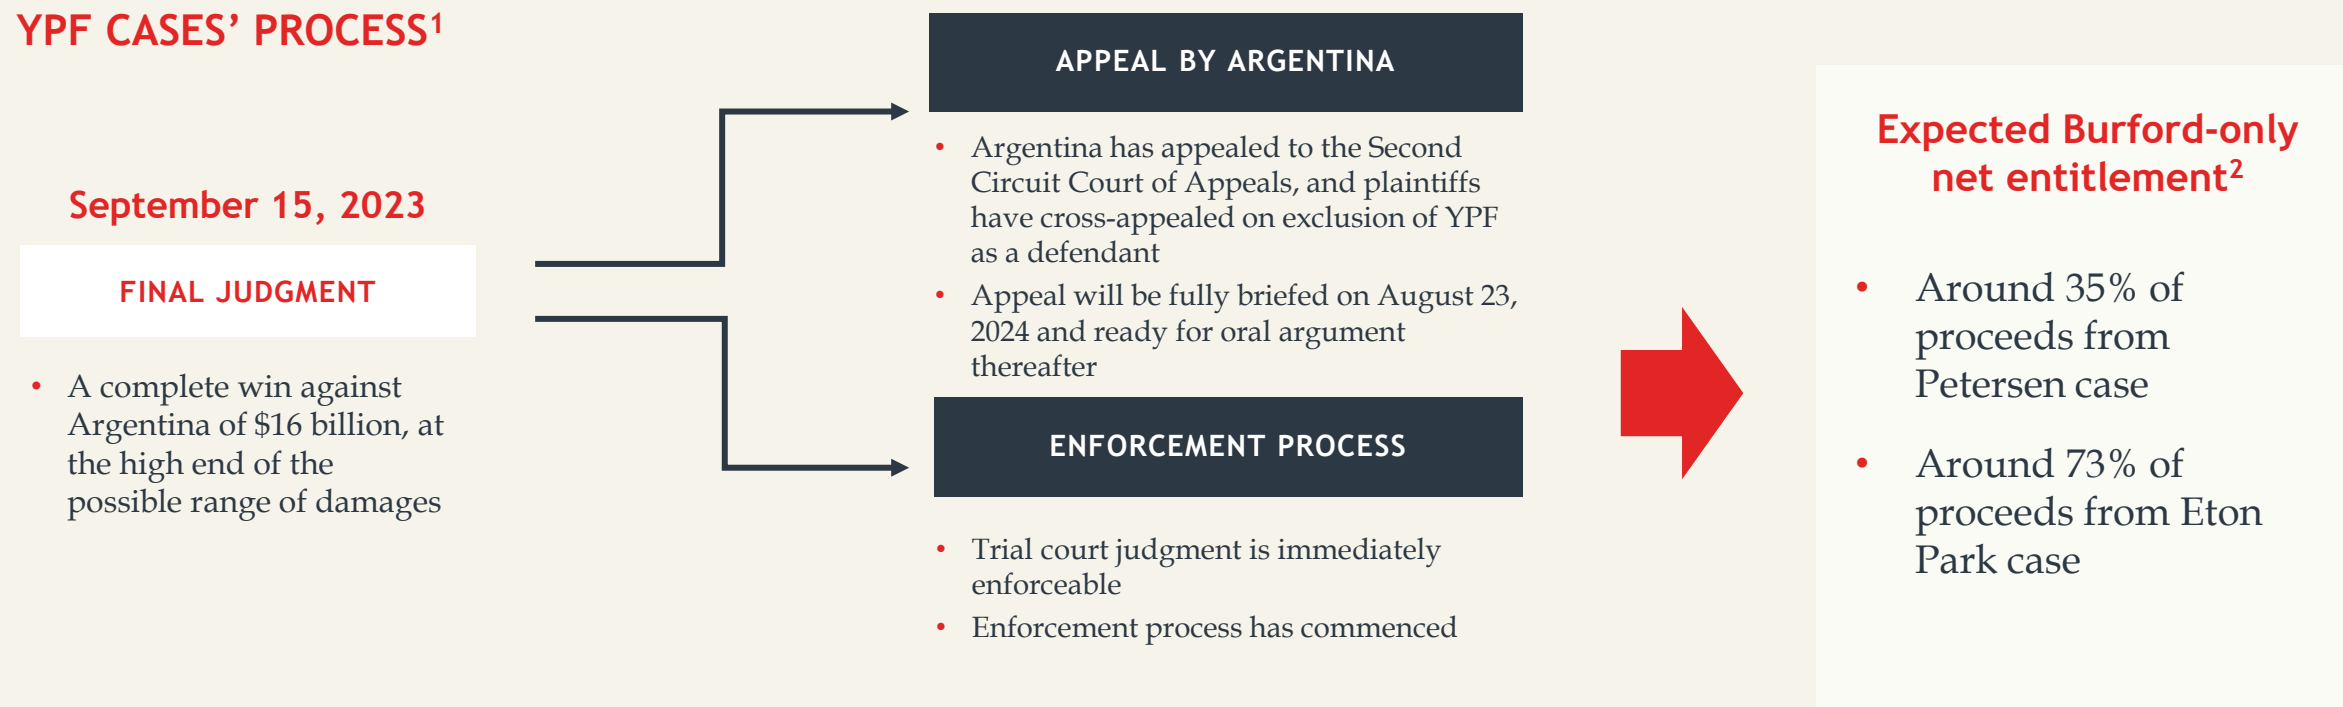 YPF CASES’ PROCESS¹
September 15, 2023
FINAL JUDGMENT
• A complete win against
Argentina of $16 billion, at
the high end of the
possible range of damages
APPEAL BY ARGENTINA
• Argentina has appealed to the Second
Circuit Court of Appeals, and plaintiffs
have cross-appealed on exclusion of YPF
as a defendant
• Appeal will be fully briefed on August 23,
2024 and ready for oral argument
thereafter
ENFORCEMENT PROCESS
• Trial court judgment is immediately
enforceable
• Enforcement process has commenced
Expected Burford-only
net entitlement²
• Around 35% of
proceeds from
Petersen case
• Around 73% of
proceeds from Eton
Park case